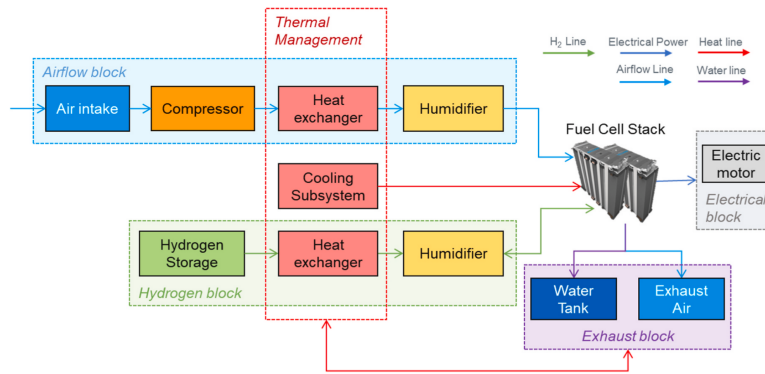 Thermal
Management
H2 Line
Electrical Power
Heat line
Airflow Line
Water line
Airflow block
Air intake
Compressor
Heat
exchanger
Humidifier
Fuel Cell Stack
Electric
motor
Electrical
block
Cooling
Subsystem
Hydrogen
Storage
Heat
exchanger
Humidifier
Hydrogen block
Water
Tank
Exhaust
Air
Exhaust block